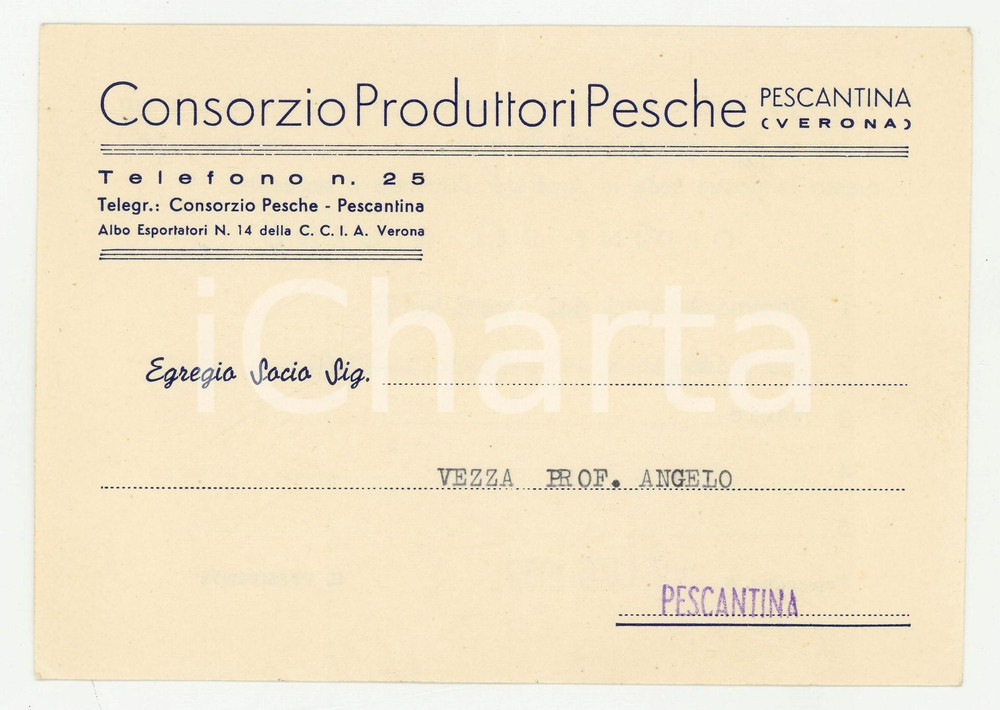 Consorzio Produttori Pesche PESCANTINA
(VERONA)
Telefono n. 25
Telegr.: Consorzio Pesche - Pescantina
Albo Esportatori N. 14 della C. C. I. A. Verona
iCharta
Egregio Socio Sig.
VEZZA PROF. ANGELO
PESCANTINA